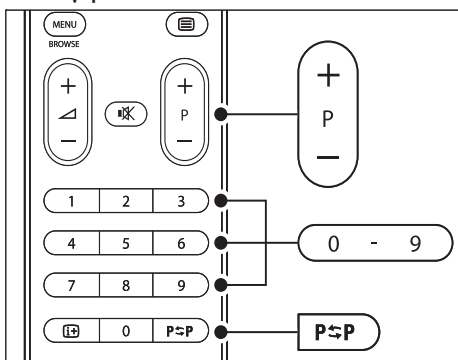 MENU
BROWSE
+ +
P
− −
+
P
−
1 2 3
4 5 6
0 - 9
7 8 9
i+ 0 P⇆P
P⇆P